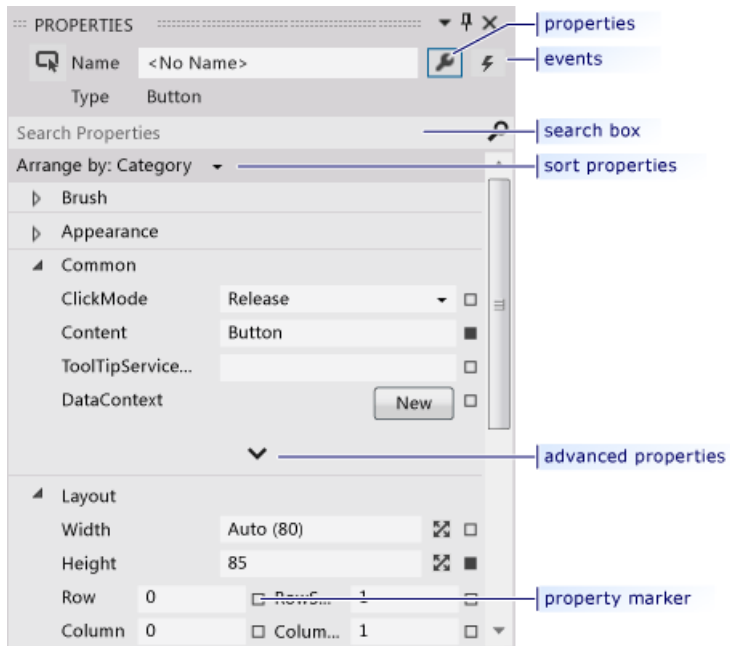 PROPERTIES
properties
Name <No Name>
events
Type Button
Search Properties
search box
Arrange by: Category
sort properties
Brush
Appearance
Common
ClickMode Release
Content Button
ToolTipService...
DataContext New
advanced properties
Layout
Width Auto (80)
Height 85
Row 0 RowS... 1
property marker
Column 0 Colum... 1